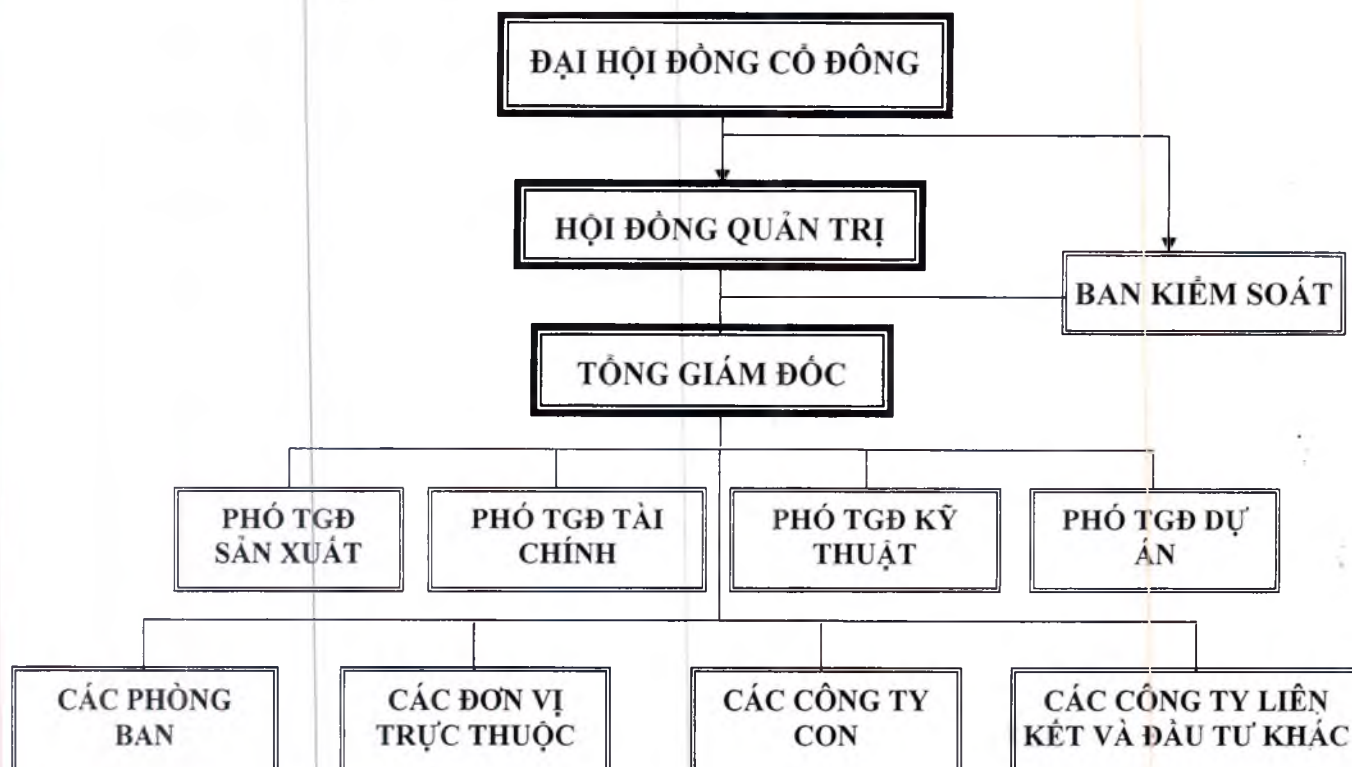 ĐẠI HỘI ĐỒNG CỔ ĐÔNG
HỘI ĐỒNG QUẢN TRỊ
BAN KIỂM SOÁT
TỔNG GIÁM ĐỐC
PHÓ TGĐ
SẢN XUẤT
PHÓ TGĐ TÀI
CHÍNH
PHÓ TGĐ KỸ
THUẬT
PHÓ TGĐ DỰ
ÁN
CÁC PHÒNG
BAN
CÁC ĐƠN VỊ
TRỰC THUỘC
CÁC CÔNG TY
CON
CÁC CÔNG TY LIÊN
KẾT VÀ ĐẦU TƯ KHÁC